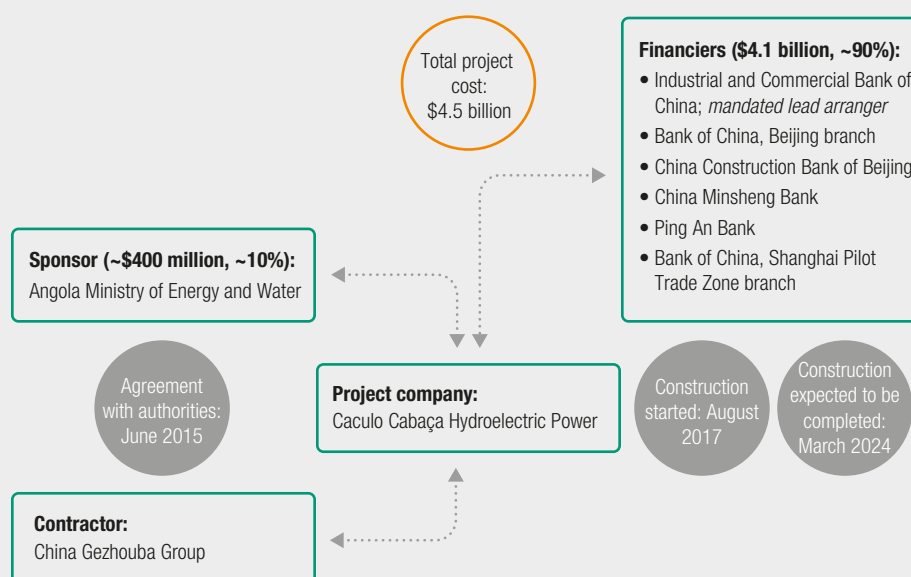 Total project
cost:
$4.5 billion
Financiers ($4.1 billion, ~90%):
• Industrial and Commercial Bank of
China; mandated lead arranger
• Bank of China, Beijing branch
• China Construction Bank of Beijing
• China Minsheng Bank
• Ping An Bank
• Bank of China, Shanghai Pilot
Trade Zone branch
Sponsor (~$400 million, ~10%):
Angola Ministry of Energy and Water
Agreement
with authorities:
June 2015
Project company:
Caculo Cabaça Hydroelectric Power
Construction
started: August
2017
Construction
expected to be
completed:
March 2024
Contractor:
China Gezhouba Group